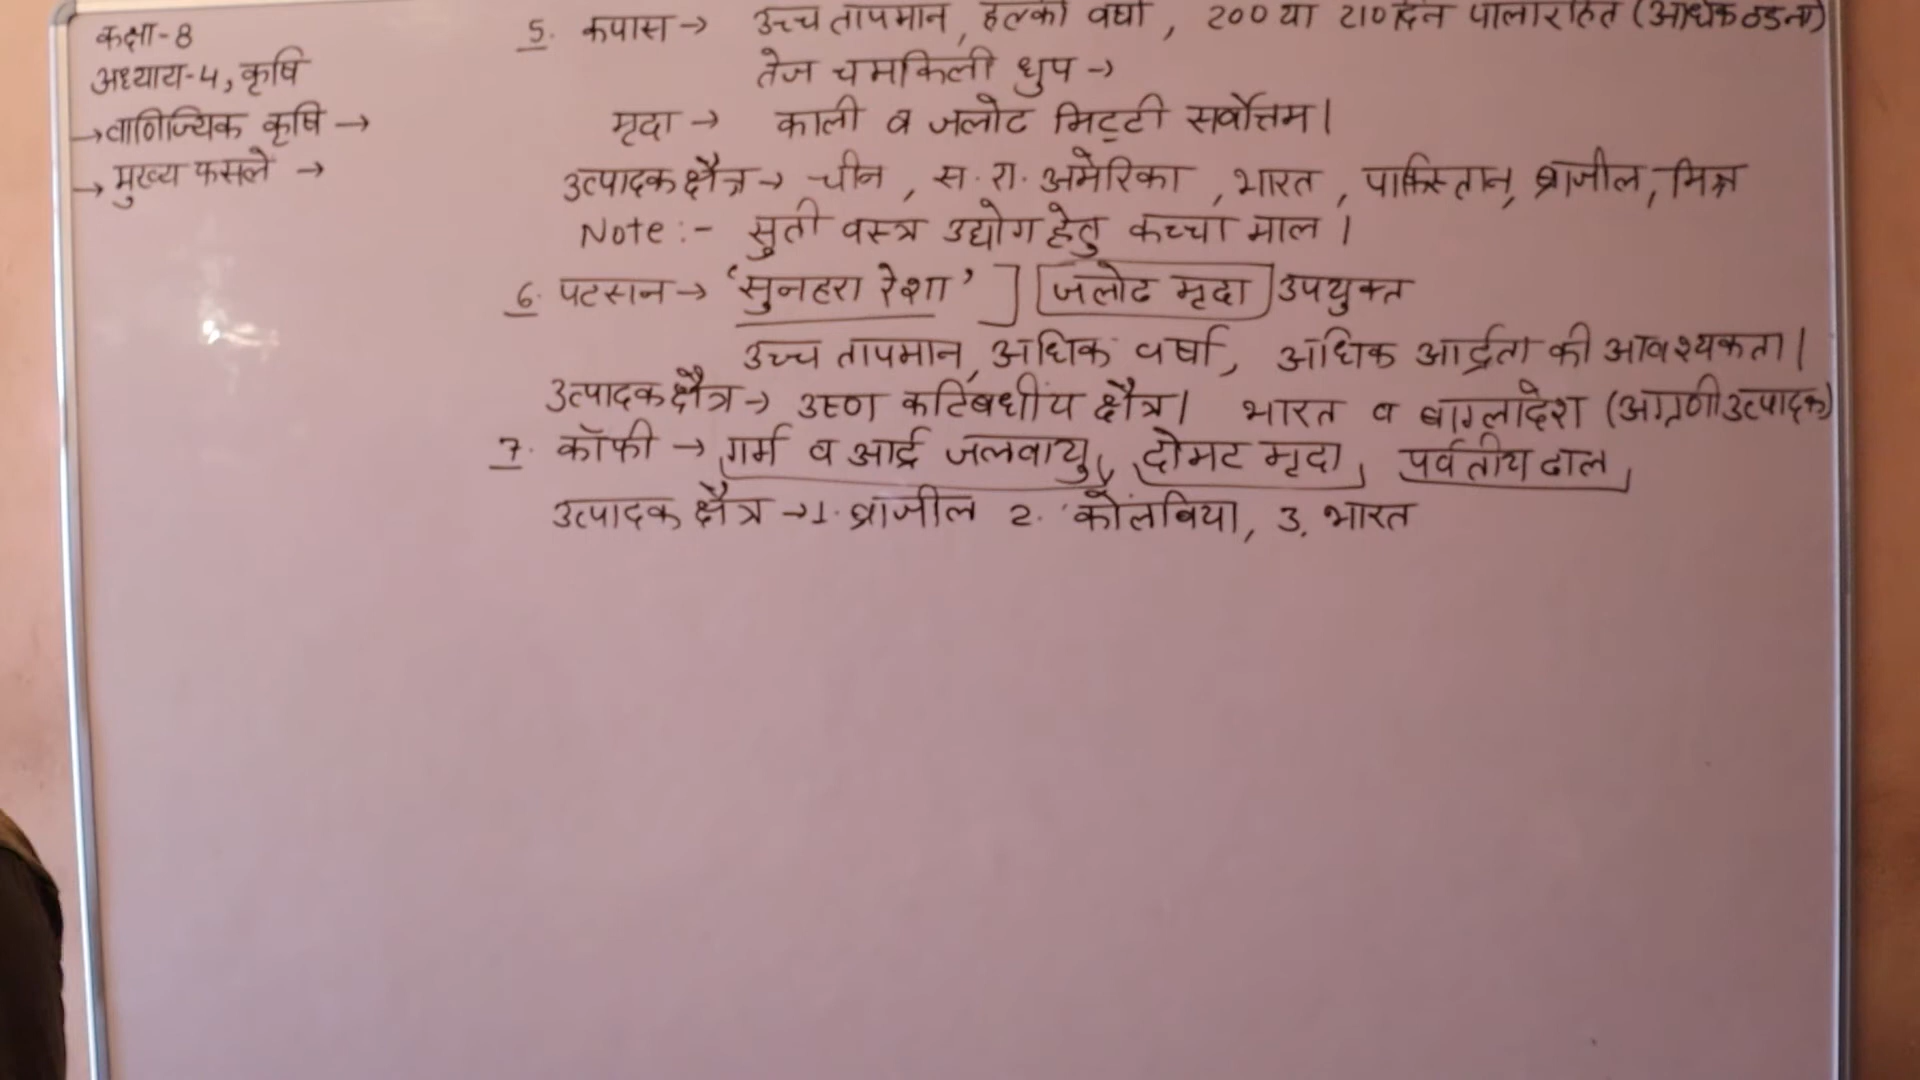 कक्षा-8
अध्याय-4, कृषि
→वाणिज्यिक कृषि →
→ मुख्य फसले →
5. कपास → उच्च तापमान, हल्की वर्षा, 200 या 210 दिन पालारहित (अधिक ठंड ना)
तेज चमकिली धुप →
मृदा → काली व जलोढ मिट्टी सर्वोत्तम।
उत्पादक क्षैत्र → चीन, स. रा. अमेरिका, भारत, पाकिस्तान, ब्राजील, मिस्र
Note:- सुती वस्त्र उद्योग हेतु कच्चा माल।
6. पटसन → 'सुनहरा रेशा' ] [जलोढ मृदा] उपयुक्त
उच्च तापमान, अधिक वर्षा, अधिक आर्द्रता की आवश्यकता।
उत्पादक क्षैत्र → उष्ण कटिबंधीय क्षैत्र। भारत व बांग्लादेश (अग्रणी उत्पादक)
7. कॉफी → गर्म व आर्द्र जलवायु, दोमट मृदा, पर्वतीय ढाल,
उत्पादक क्षैत्र → 1. ब्राजील 2. कोलंबिया, 3. भारत